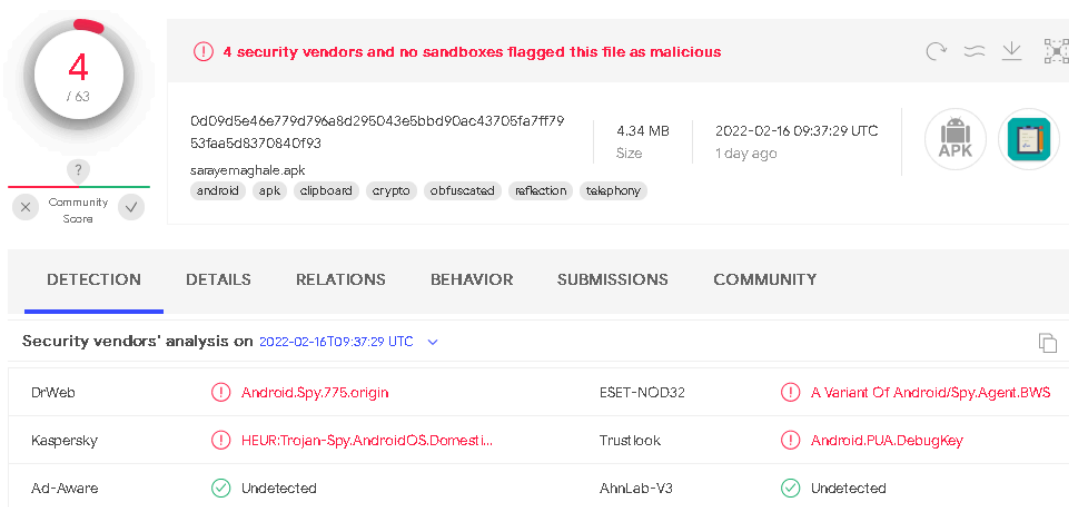 4
/ 63
?
Community
Score
4 security vendors and no sandboxes flagged this file as malicious
0d09d5e46e779d796a8d295043e5bbd90ac43705fa7ff79
53faa5d8370840f93
sarayemaghale.apk
android apk clipboard crypto obfuscated reflection telephony
4.34 MB
Size
2022-02-16 09:37:29 UTC
1 day ago
APK
DETECTION DETAILS RELATIONS BEHAVIOR SUBMISSIONS COMMUNITY
Security vendors' analysis on 2022-02-16T09:37:29 UTC
DrWeb Android.Spy.775.origin ESET-NOD32 A Variant Of Android/Spy.Agent.BWS
Kaspersky HEUR:Trojan-Spy.AndroidOS.Domesti... Trustlook Android.PUA.DebugKey
Ad-Aware Undetected AhnLab-V3 Undetected